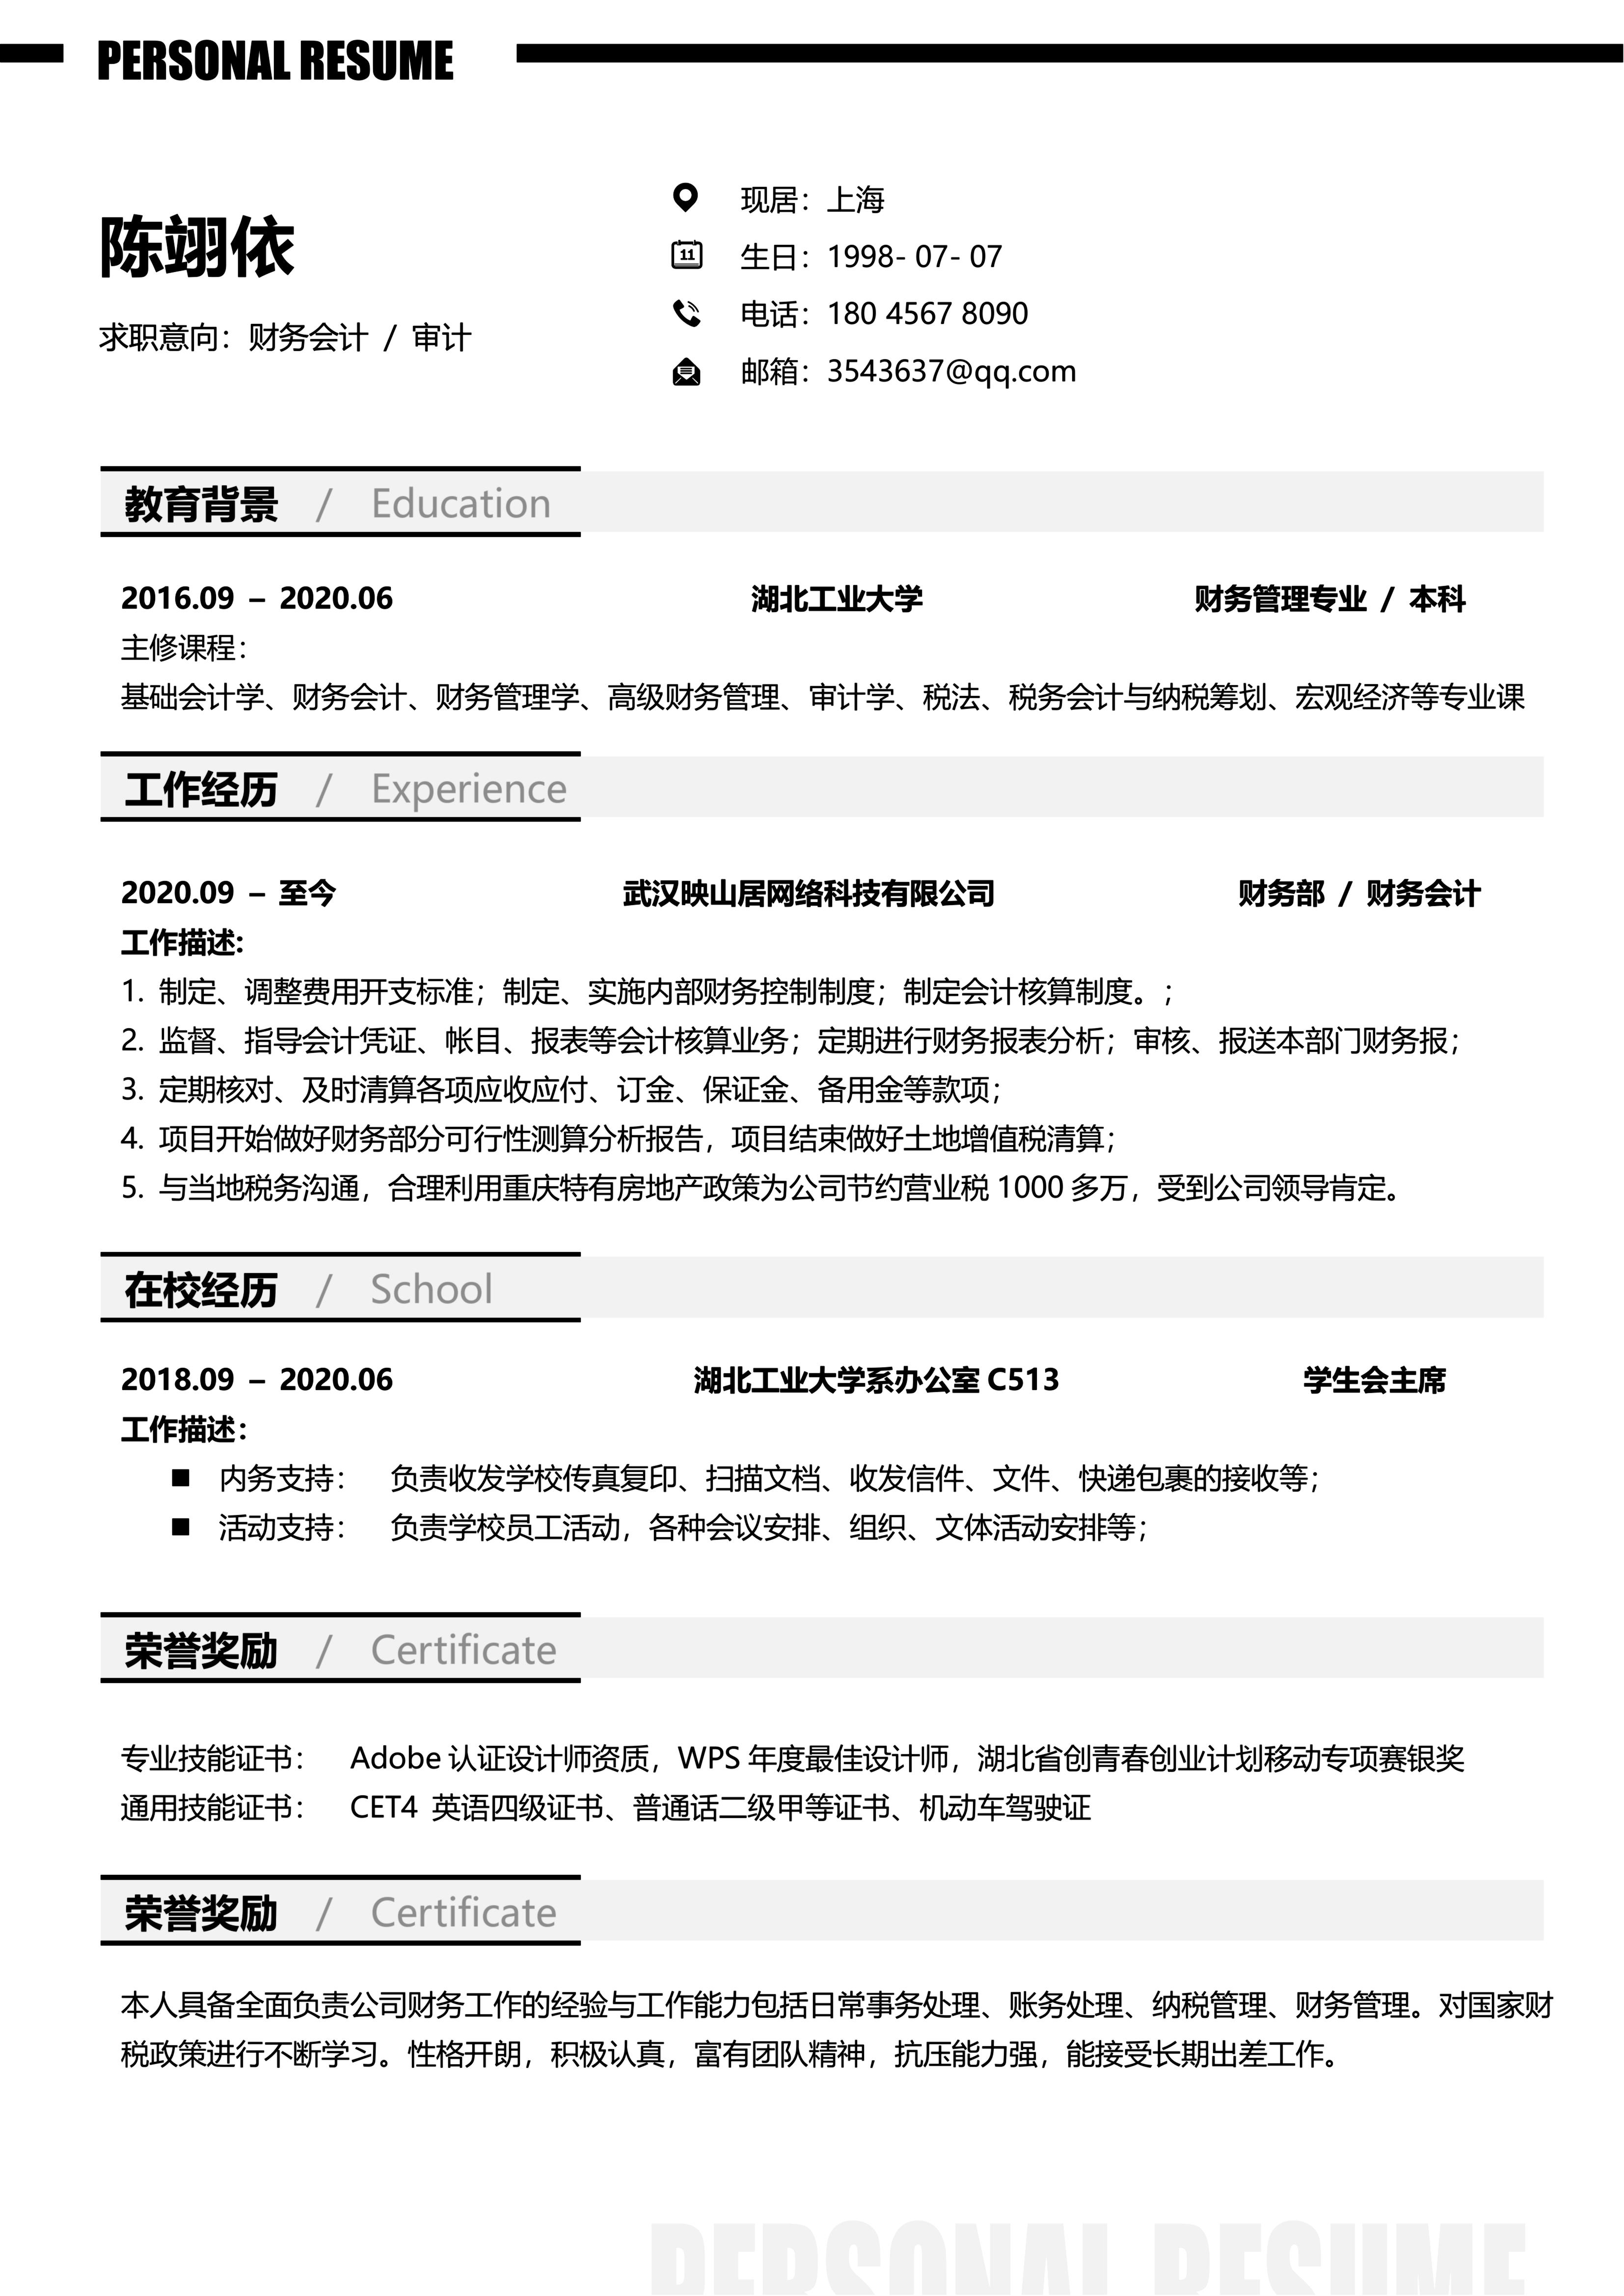 PERSONAL RESUME
陈翊依
求职意向：财务会计 / 审计
现居：上海
11
生日：1998- 07- 07
电话：180 4567 8090
邮箱：3543637@qq.com
教育背景 / Education
2016.09 – 2020.06 湖北工业大学 财务管理专业 / 本科
主修课程：
基础会计学、财务会计、财务管理学、高级财务管理、审计学、税法、税务会计与纳税筹划、宏观经济等专业课
工作经历 / Experience
2020.09 – 至今 武汉映山居网络科技有限公司 财务部 / 财务会计
工作描述:
1. 制定、调整费用开支标准；制定、实施内部财务控制制度；制定会计核算制度。；
2. 监督、指导会计凭证、帐目、报表等会计核算业务；定期进行财务报表分析；审核、报送本部门财务报；
3. 定期核对、及时清算各项应收应付、订金、保证金、备用金等款项；
4. 项目开始做好财务部分可行性测算分析报告，项目结束做好土地增值税清算；
5. 与当地税务沟通，合理利用重庆特有房地产政策为公司节约营业税 1000 多万，受到公司领导肯定。
在校经历 / School
2018.09 – 2020.06 湖北工业大学系办公室 C513 学生会主席
工作描述：
■ 内务支持： 负责收发学校传真复印、扫描文档、收发信件、文件、快递包裹的接收等；
■ 活动支持： 负责学校员工活动，各种会议安排、组织、文体活动安排等；
荣誉奖励 / Certificate
专业技能证书： Adobe 认证设计师资质，WPS 年度最佳设计师，湖北省创青春创业计划移动专项赛银奖
通用技能证书： CET4 英语四级证书、普通话二级甲等证书、机动车驾驶证
荣誉奖励 / Certificate
本人具备全面负责公司财务工作的经验与工作能力包括日常事务处理、账务处理、纳税管理、财务管理。对国家财
税政策进行不断学习。性格开朗，积极认真，富有团队精神，抗压能力强，能接受长期出差工作。
PERSONAL RESUME